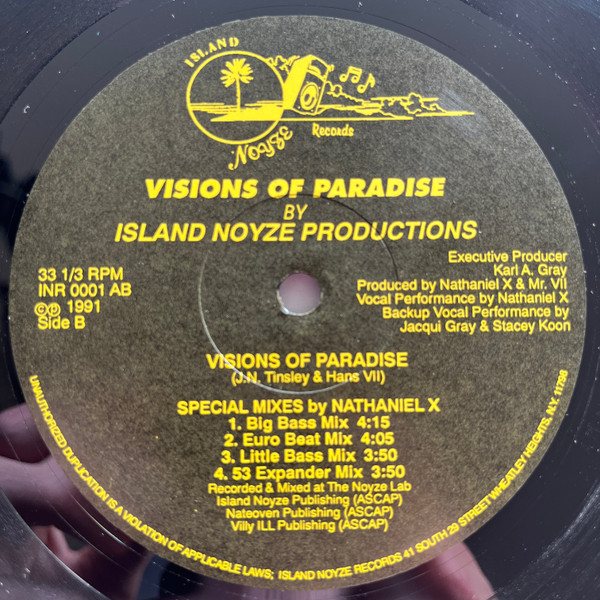 ISLAND
NOYZE
Records
VISIONS OF PARADISE
BY
ISLAND NOYZE PRODUCTIONS
33 1/3 RPM
INR 0001 AB
©℗ 1991
Side B
Executive Producer
Karl A. Gray
Produced by Nathaniel X & Mr. VII
Vocal Performance by Nathaniel X
Backup Vocal Performance by
Jacqui Gray & Stacey Koon
VISIONS OF PARADISE
(J.N. Tinsley & Hans VII)
SPECIAL MIXES by NATHANIEL X
1. Big Bass Mix 4:15
2. Euro Beat Mix 4:05
3. Little Bass Mix 3:50
4. 53 Expander Mix 3:50
Recorded & Mixed at The Noyze Lab
Island Noyze Publishing (ASCAP)
Nateoven Publishing (ASCAP)
Villy ILL Publishing (ASCAP)
UNAUTHORIZED DUPLICATION IS A VIOLATION OF APPLICABLE LAWS; ISLAND NOYZE RECORDS 41 SOUTH 29 STREET WHEATLEY HEIGHTS, N.Y. 11798